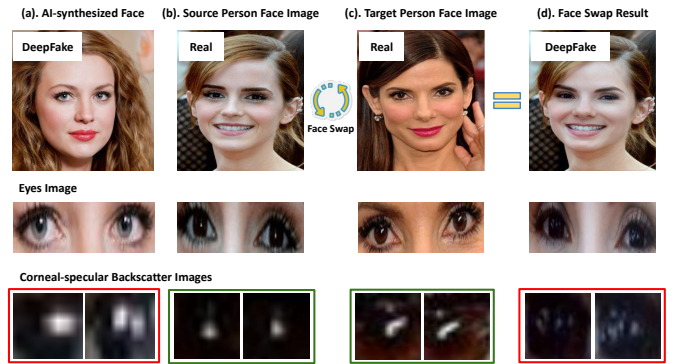 (a). AI-synthesized Face
(b). Source Person Face Image
(c). Target Person Face Image
(d). Face Swap Result
DeepFake
Real
Real
DeepFake
Face Swap
Eyes Image
Corneal-specular Backscatter Images